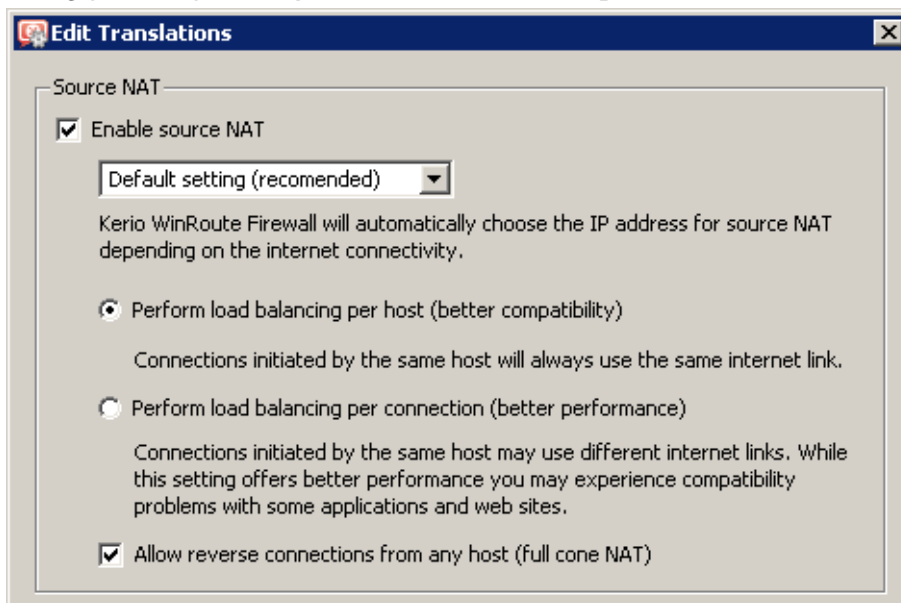 Edit Translations
Source NAT
Enable source NAT
Default setting (recomended)
Kerio WinRoute Firewall will automatically choose the IP address for source NAT
depending on the internet connectivity.
Perform load balancing per host (better compatibility)
Connections initiated by the same host will always use the same internet link.
Perform load balancing per connection (better performance)
Connections initiated by the same host may use different internet links. While
this setting offers better performance you may experience compatibility
problems with some applications and web sites.
Allow reverse connections from any host (full cone NAT)